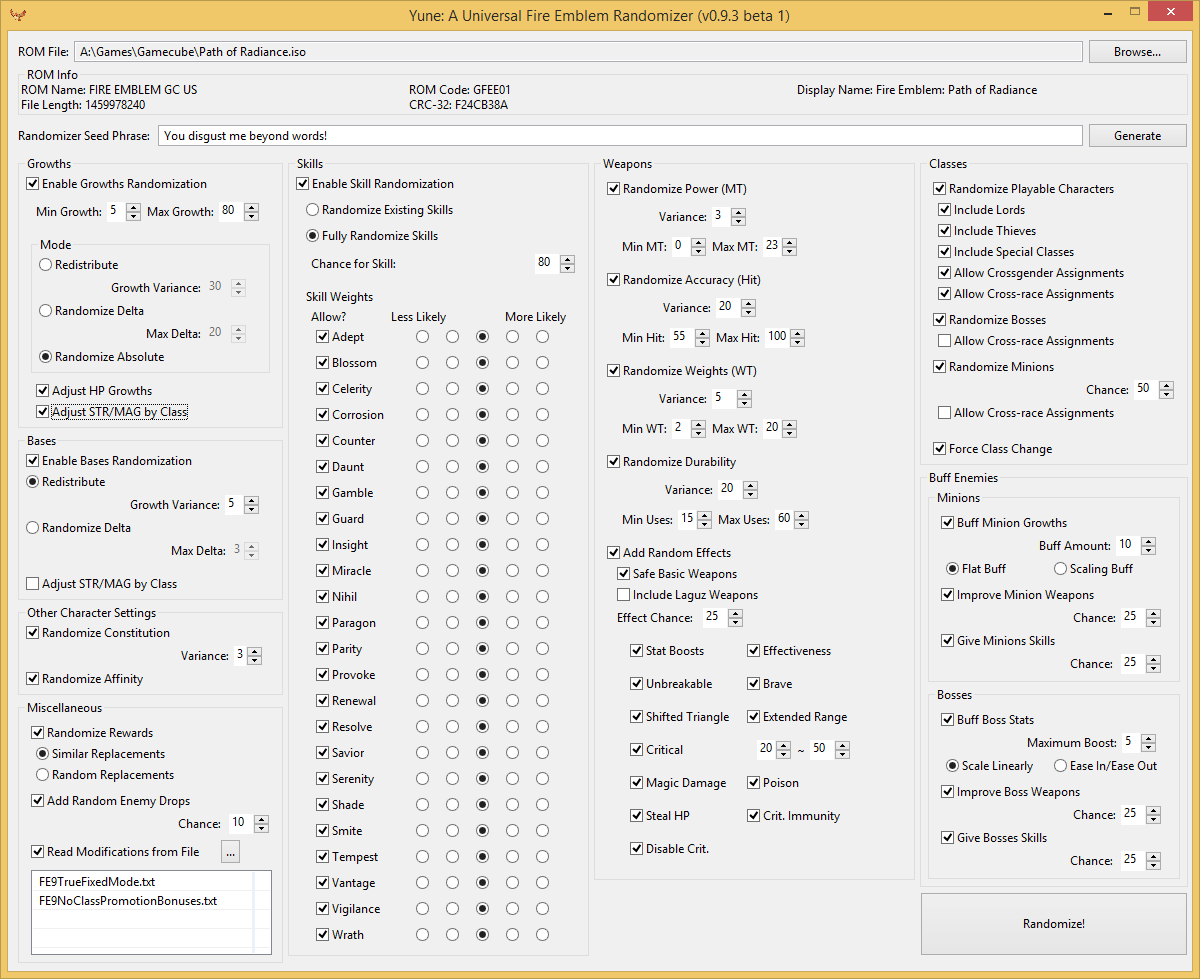 Yune: A Universal Fire Emblem Randomizer (v0.9.3 beta 1)
ROM File: A:\Games\Gamecube\Path of Radiance.iso Browse...
ROM Info
ROM Name: FIRE EMBLEM GC US ROM Code: GFEE01 Display Name: Fire Emblem: Path of Radiance
File Length: 1459978240 CRC-32: F24CB38A
Randomizer Seed Phrase: You disgust me beyond words! Generate
Growths
Enable Growths Randomization
Min Growth: 5 Max Growth: 80
Mode
Redistribute
Growth Variance: 30
Randomize Delta
Max Delta: 20
Randomize Absolute
Adjust HP Growths
Adjust STR/MAG by Class
Bases
Enable Bases Randomization
Redistribute
Growth Variance: 5
Randomize Delta
Max Delta: 3
Adjust STR/MAG by Class
Other Character Settings
Randomize Constitution
Variance: 3
Randomize Affinity
Miscellaneous
Randomize Rewards
Similar Replacements
Random Replacements
Add Random Enemy Drops
Chance: 10
Read Modifications from File ...
FE9TrueFixedMode.txt
FE9NoClassPromotionBonuses.txt
Skills
Enable Skill Randomization
Randomize Existing Skills
Fully Randomize Skills
Chance for Skill: 80
Skill Weights
Allow? Less Likely More Likely
Adept
Blossom
Celerity
Corrosion
Counter
Daunt
Gamble
Guard
Insight
Miracle
Nihil
Paragon
Parity
Provoke
Renewal
Resolve
Savior
Serenity
Shade
Smite
Tempest
Vantage
Vigilance
Wrath
Weapons
Randomize Power (MT)
Variance: 3
Min MT: 0 Max MT: 23
Randomize Accuracy (Hit)
Variance: 20
Min Hit: 55 Max Hit: 100
Randomize Weights (WT)
Variance: 5
Min WT: 2 Max WT: 20
Randomize Durability
Variance: 20
Min Uses: 15 Max Uses: 60
Add Random Effects
Safe Basic Weapons
Include Laguz Weapons
Effect Chance: 25
Stat Boosts Effectiveness
Unbreakable Brave
Shifted Triangle Extended Range
Critical 20 ~ 50
Magic Damage Poison
Steal HP Crit. Immunity
Disable Crit.
Classes
Randomize Playable Characters
Include Lords
Include Thieves
Include Special Classes
Allow Crossgender Assignments
Allow Cross-race Assignments
Randomize Bosses
Allow Cross-race Assignments
Randomize Minions
Chance: 50
Allow Cross-race Assignments
Force Class Change
Buff Enemies
Minions
Buff Minion Growths
Buff Amount: 10
Flat Buff Scaling Buff
Improve Minion Weapons
Chance: 25
Give Minions Skills
Chance: 25
Bosses
Buff Boss Stats
Maximum Boost: 5
Scale Linearly Ease In/Ease Out
Improve Boss Weapons
Chance: 25
Give Bosses Skills
Chance: 25
Randomize!